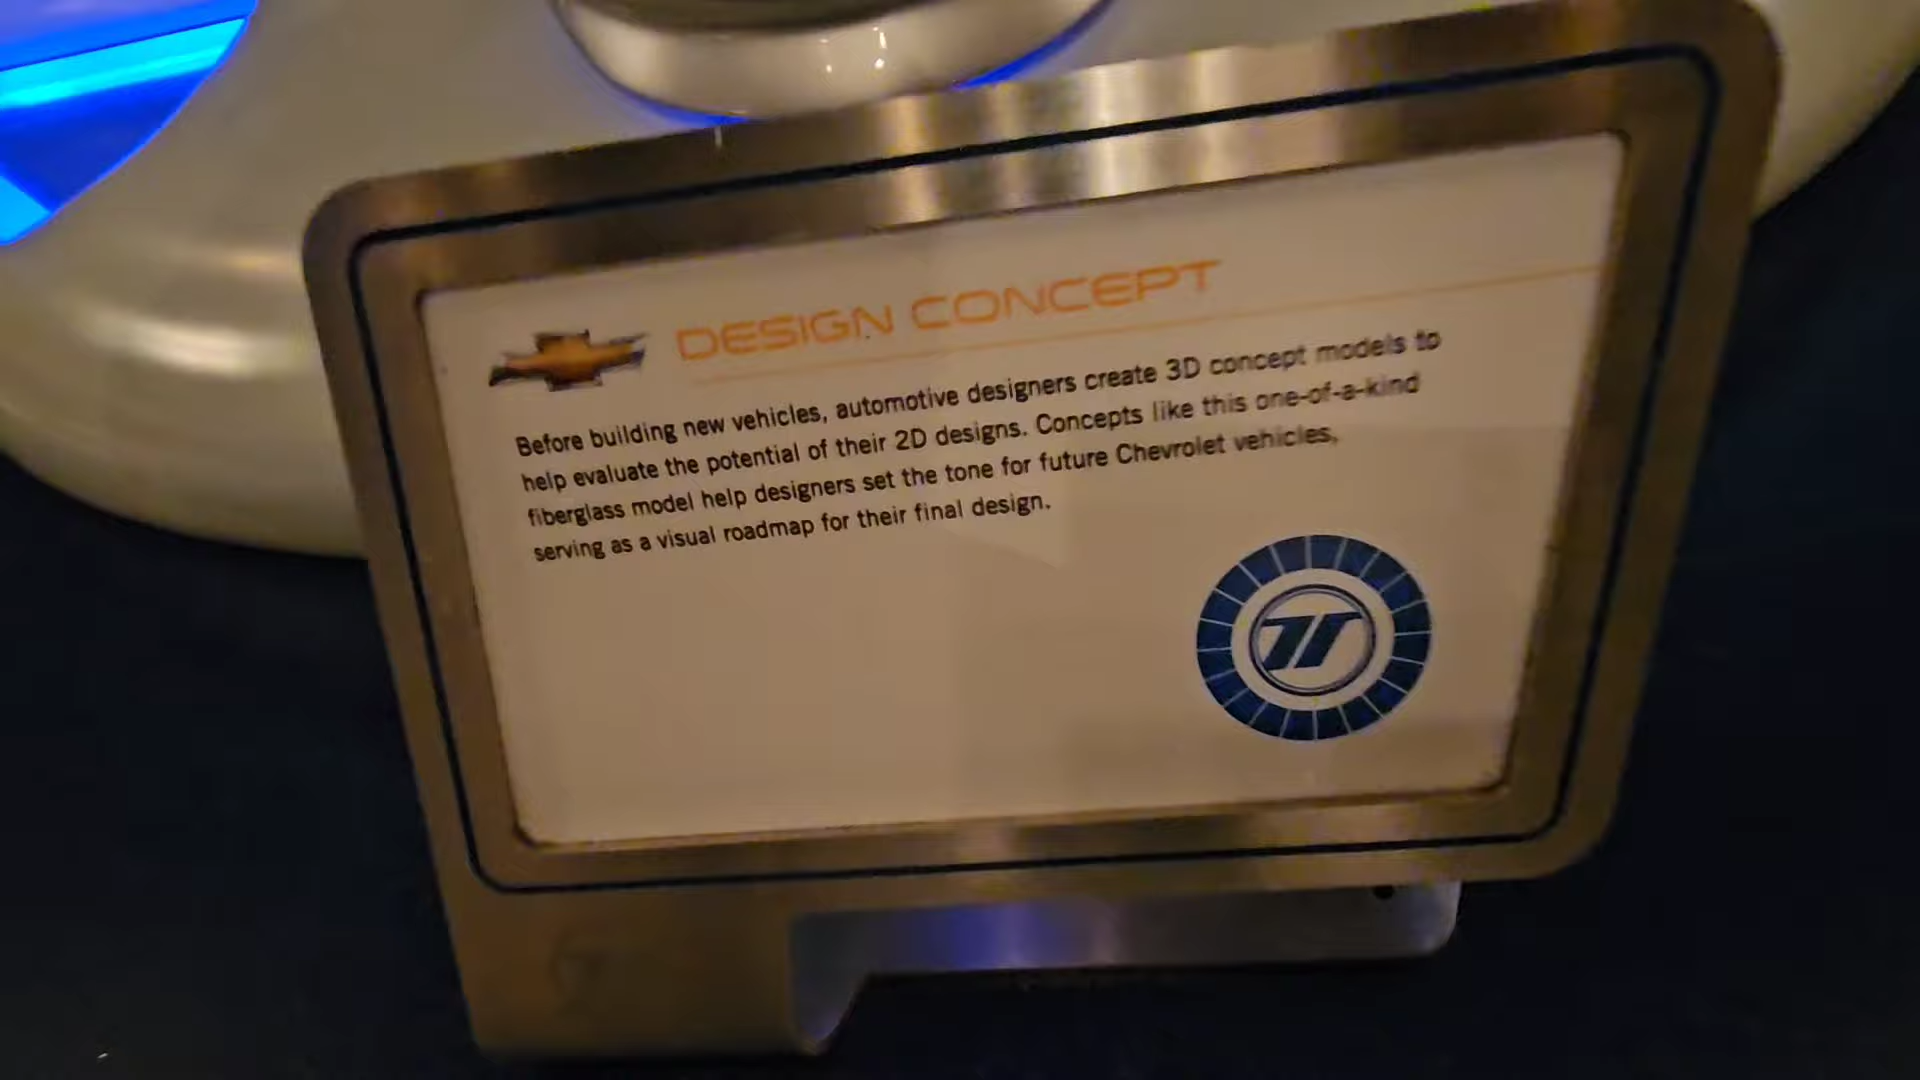 DESIGN CONCEPT
Before building new vehicles, automotive designers create 3D concept models to
help evaluate the potential of their 2D designs. Concepts like this one-of-a-kind
fiberglass model help designers set the tone for future Chevrolet vehicles,
serving as a visual roadmap for their final design.